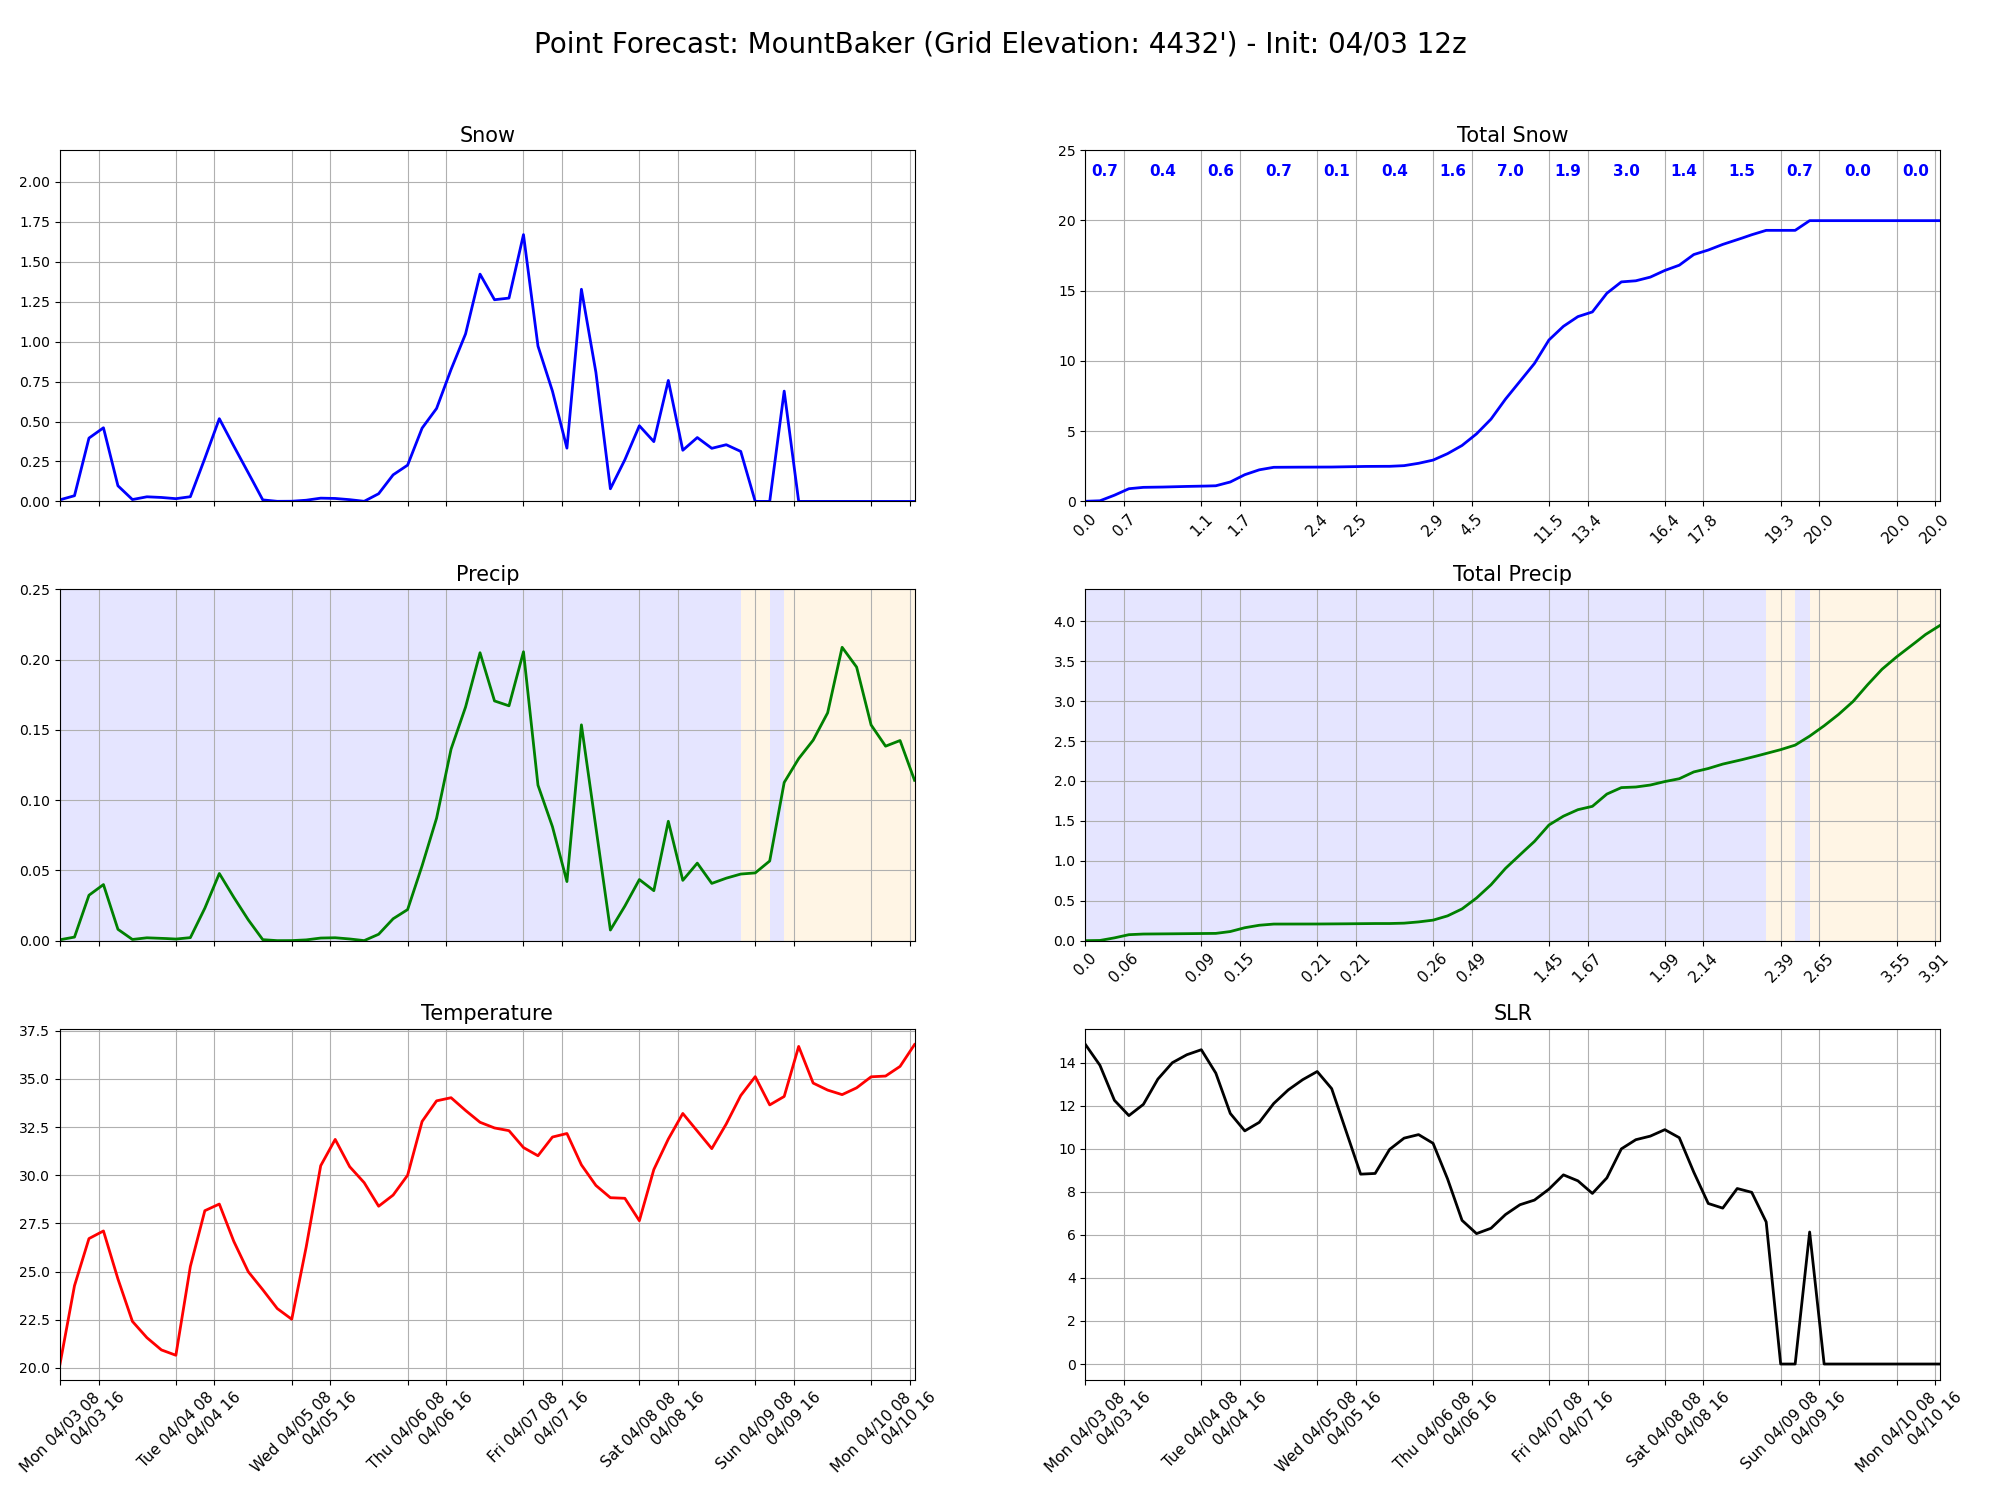 Point Forecast: MountBaker (Grid Elevation: 4432') - Init: 04/03 12z
Snow
2.00
1.75
1.50
1.25
1.00
0.75
0.50
0.25
0.00
Total Snow
25
20
15
10
5
0
0.7 0.4 0.6 0.7 0.1 0.4 1.6 7.0 1.9 3.0 1.4 1.5 0.7 0.0 0.0
0.0 0.7 1.1 1.7 2.4 2.5 2.9 4.5 11.5 13.4 16.4 17.8 19.3 20.0 20.0 20.0
Precip
0.25
0.20
0.15
0.10
0.05
0.00
Total Precip
4.0
3.5
3.0
2.5
2.0
1.5
1.0
0.5
0.0
0.0 0.06 0.09 0.15 0.21 0.21 0.26 0.49 1.45 1.67 1.99 2.14 2.39 2.65 3.55 3.91
Temperature
37.5
35.0
32.5
30.0
27.5
25.0
22.5
20.0
Mon 04/03 08
04/03 16
Tue 04/04 08
04/04 16
Wed 04/05 08
04/05 16
Thu 04/06 08
04/06 16
Fri 04/07 08
04/07 16
Sat 04/08 08
04/08 16
Sun 04/09 08
04/09 16
Mon 04/10 08
04/10 16
SLR
14
12
10
8
6
4
2
0
Mon 04/03 08
04/03 16
Tue 04/04 08
04/04 16
Wed 04/05 08
04/05 16
Thu 04/06 08
04/06 16
Fri 04/07 08
04/07 16
Sat 04/08 08
04/08 16
Sun 04/09 08
04/09 16
Mon 04/10 08
04/10 16